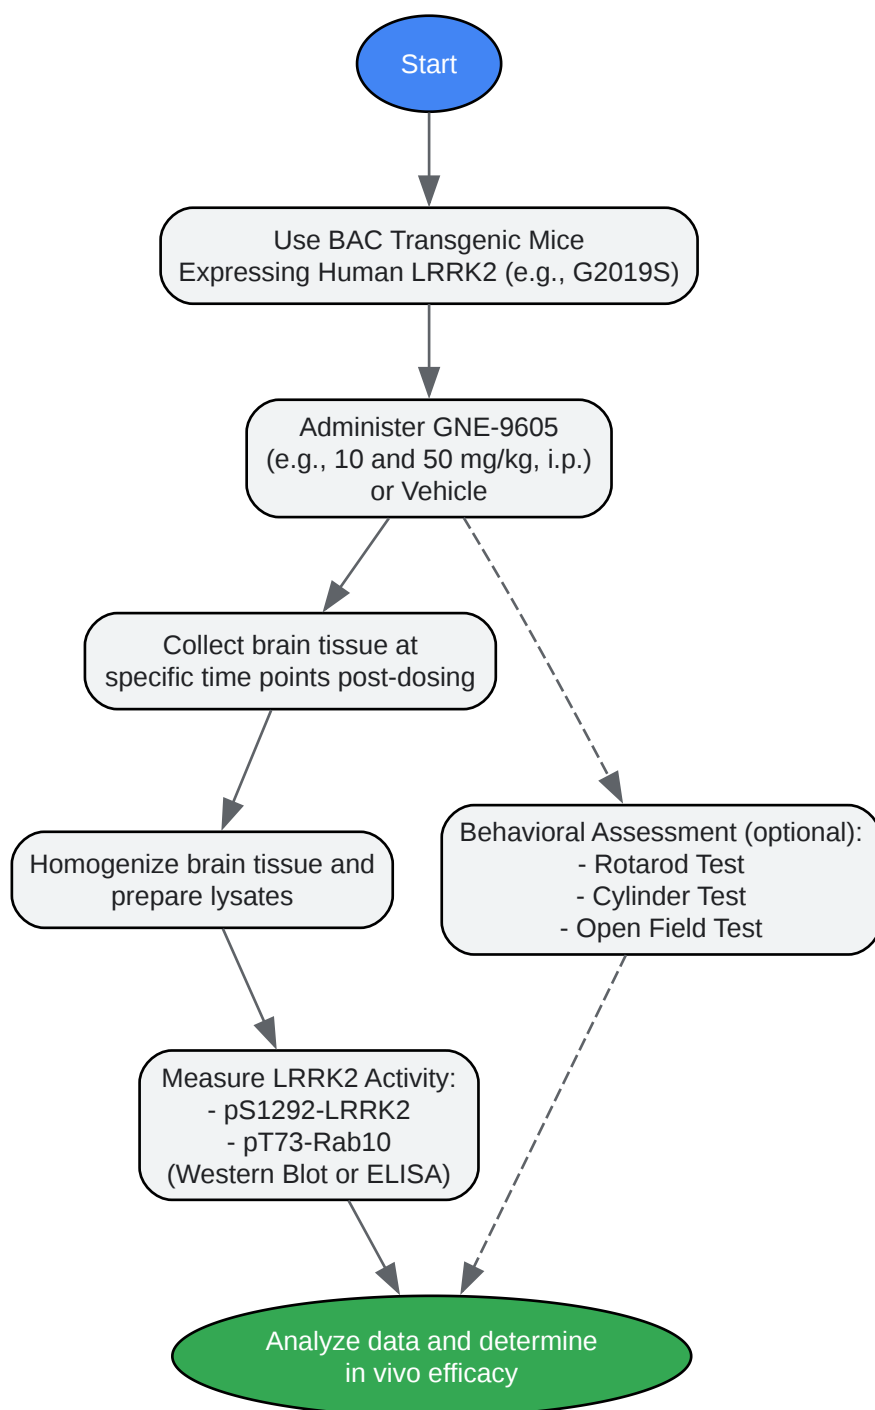 Start
Use BAC Transgenic Mice
Expressing Human LRRK2 (e.g., G2019S)
Administer GNE-9605
(e.g., 10 and 50 mg/kg, i.p.)
or Vehicle
Collect brain tissue at
specific time points post-dosing
Homogenize brain tissue and
prepare lysates
Behavioral Assessment (optional):
- Rotarod Test
- Cylinder Test
- Open Field Test
Measure LRRK2 Activity:
- pS1292-LRRK2
- pT73-Rab10
(Western Blot or ELISA)
Analyze data and determine
in vivo efficacy